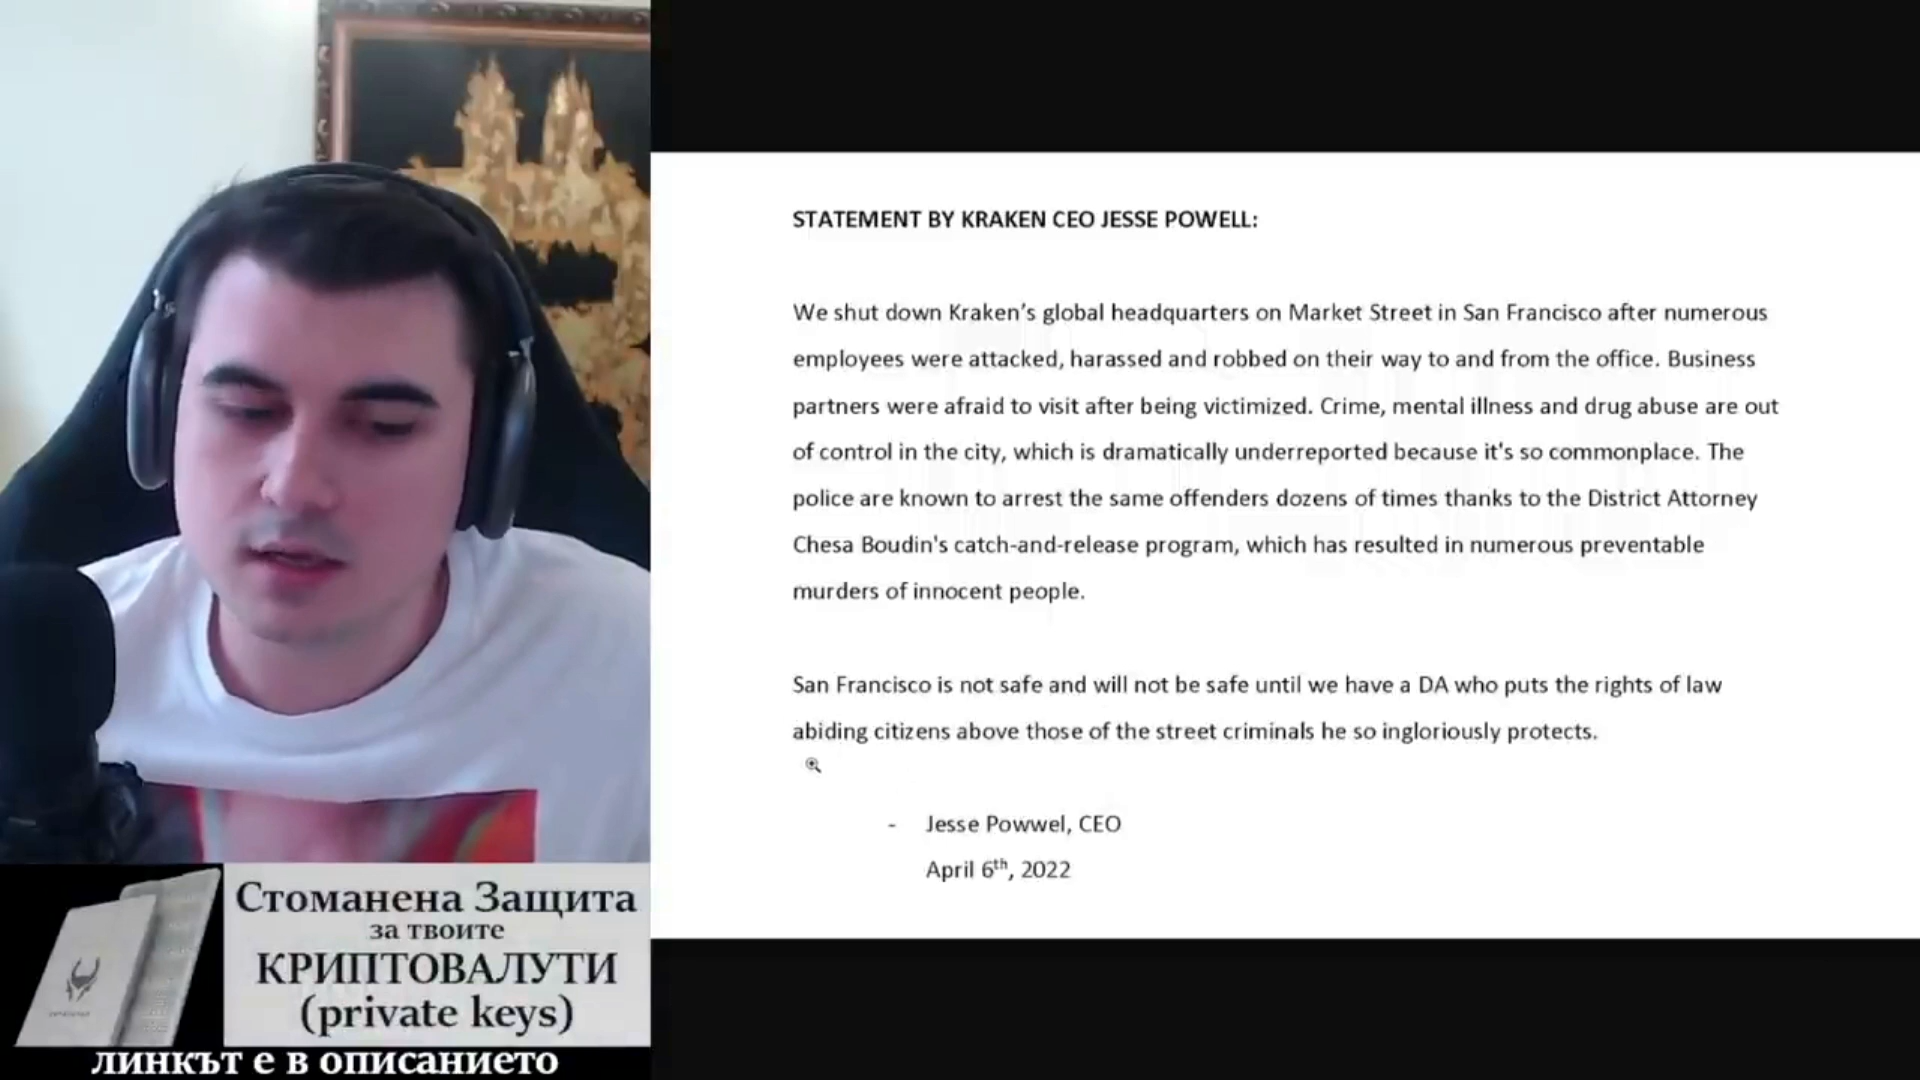 STATEMENT BY KRAKEN CEO JESSE POWELL:
We shut down Kraken’s global headquarters on Market Street in San Francisco after numerous
employees were attacked, harassed and robbed on their way to and from the office. Business
partners were afraid to visit after being victimized. Crime, mental illness and drug abuse are out
of control in the city, which is dramatically underreported because it's so commonplace. The
police are known to arrest the same offenders dozens of times thanks to the District Attorney
Chesa Boudin's catch-and-release program, which has resulted in numerous preventable
murders of innocent people.
San Francisco is not safe and will not be safe until we have a DA who puts the rights of law
abiding citizens above those of the street criminals he so ingloriously protects.
- Jesse Powwel, CEO
April 6th, 2022
Стоманена Защита
за твоите
КРИПТОВАЛУТИ
(private keys)
линкът е в описанието